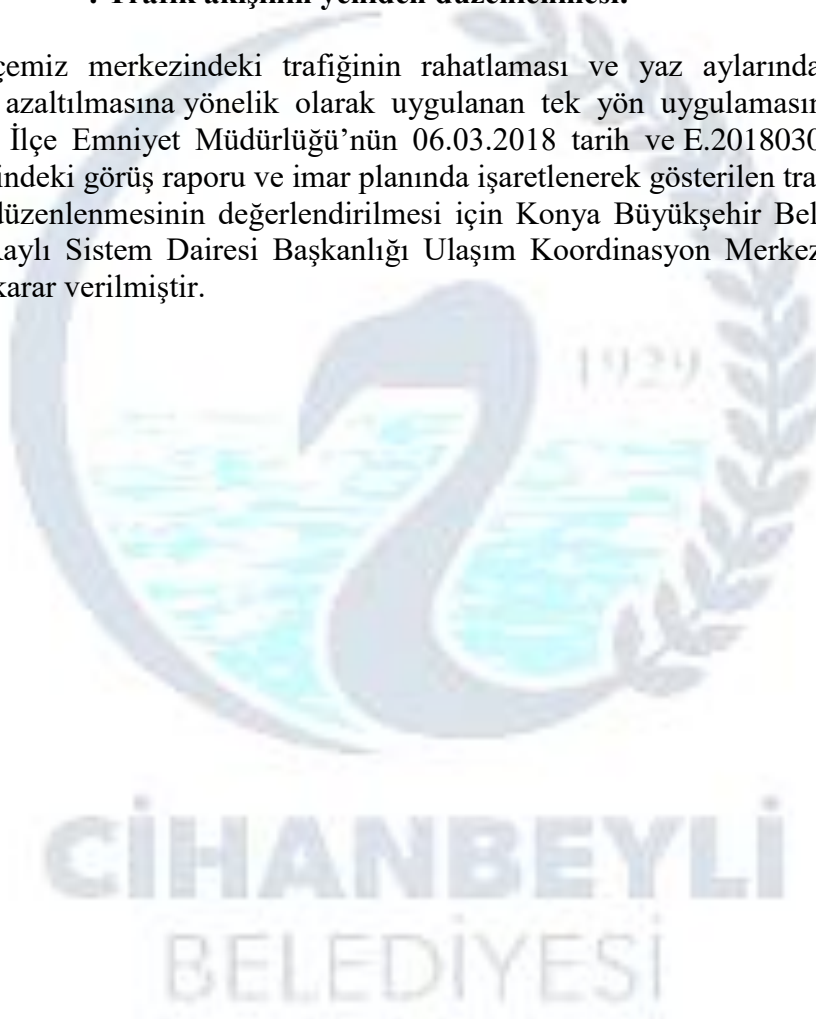 : Trafik akışının yeniden düzenlenmesi.
çemiz merkezindeki trafiğinin rahatlaması ve yaz aylarında
azaltılmasına yönelik olarak uygulanan tek yön uygulamasın
İlçe Emniyet Müdürlüğü’nün 06.03.2018 tarih ve E.2018030
indeki görüş raporu ve imar planında işaretlenerek gösterilen tra
düzenlenmesinin değerlendirilmesi için Konya Büyükşehir Bel
Raylı Sistem Dairesi Başkanlığı Ulaşım Koordinasyon Merkez
karar verilmiştir.
1929
CİHANBEYLİ
BELEDİYESİ